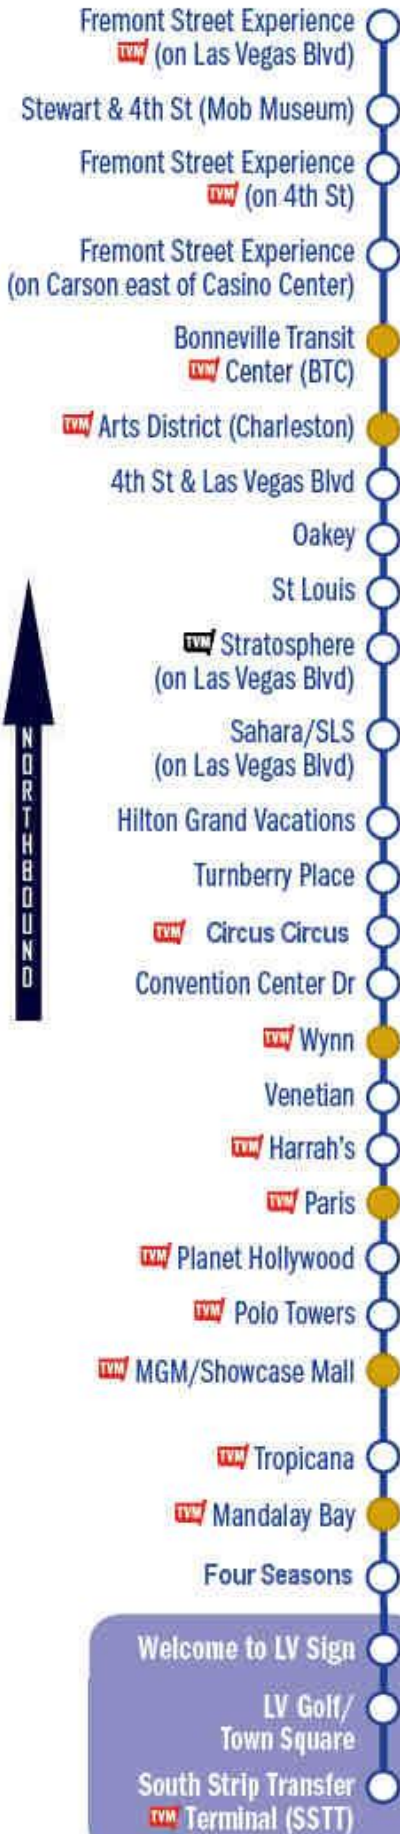 Fremont Street Experience
TVM (on Las Vegas Blvd)
Stewart & 4th St (Mob Museum)
Fremont Street Experience
TVM (on 4th St)
Fremont Street Experience
(on Carson east of Casino Center)
Bonneville Transit
TVM Center (BTC)
TVM Arts District (Charleston)
4th St & Las Vegas Blvd
Oakey
St Louis
TVM Stratosphere
(on Las Vegas Blvd)
Sahara/SLS
(on Las Vegas Blvd)
Hilton Grand Vacations
Turnberry Place
TVM Circus Circus
Convention Center Dr
TVM Wynn
Venetian
TVM Harrah's
TVM Paris
TVM Planet Hollywood
TVM Polo Towers
TVM MGM/Showcase Mall
TVM Tropicana
TVM Mandalay Bay
Four Seasons
Welcome to LV Sign
LV Golf/
Town Square
South Strip Transfer
TVM Terminal (SSTT)
NORTHBOUND